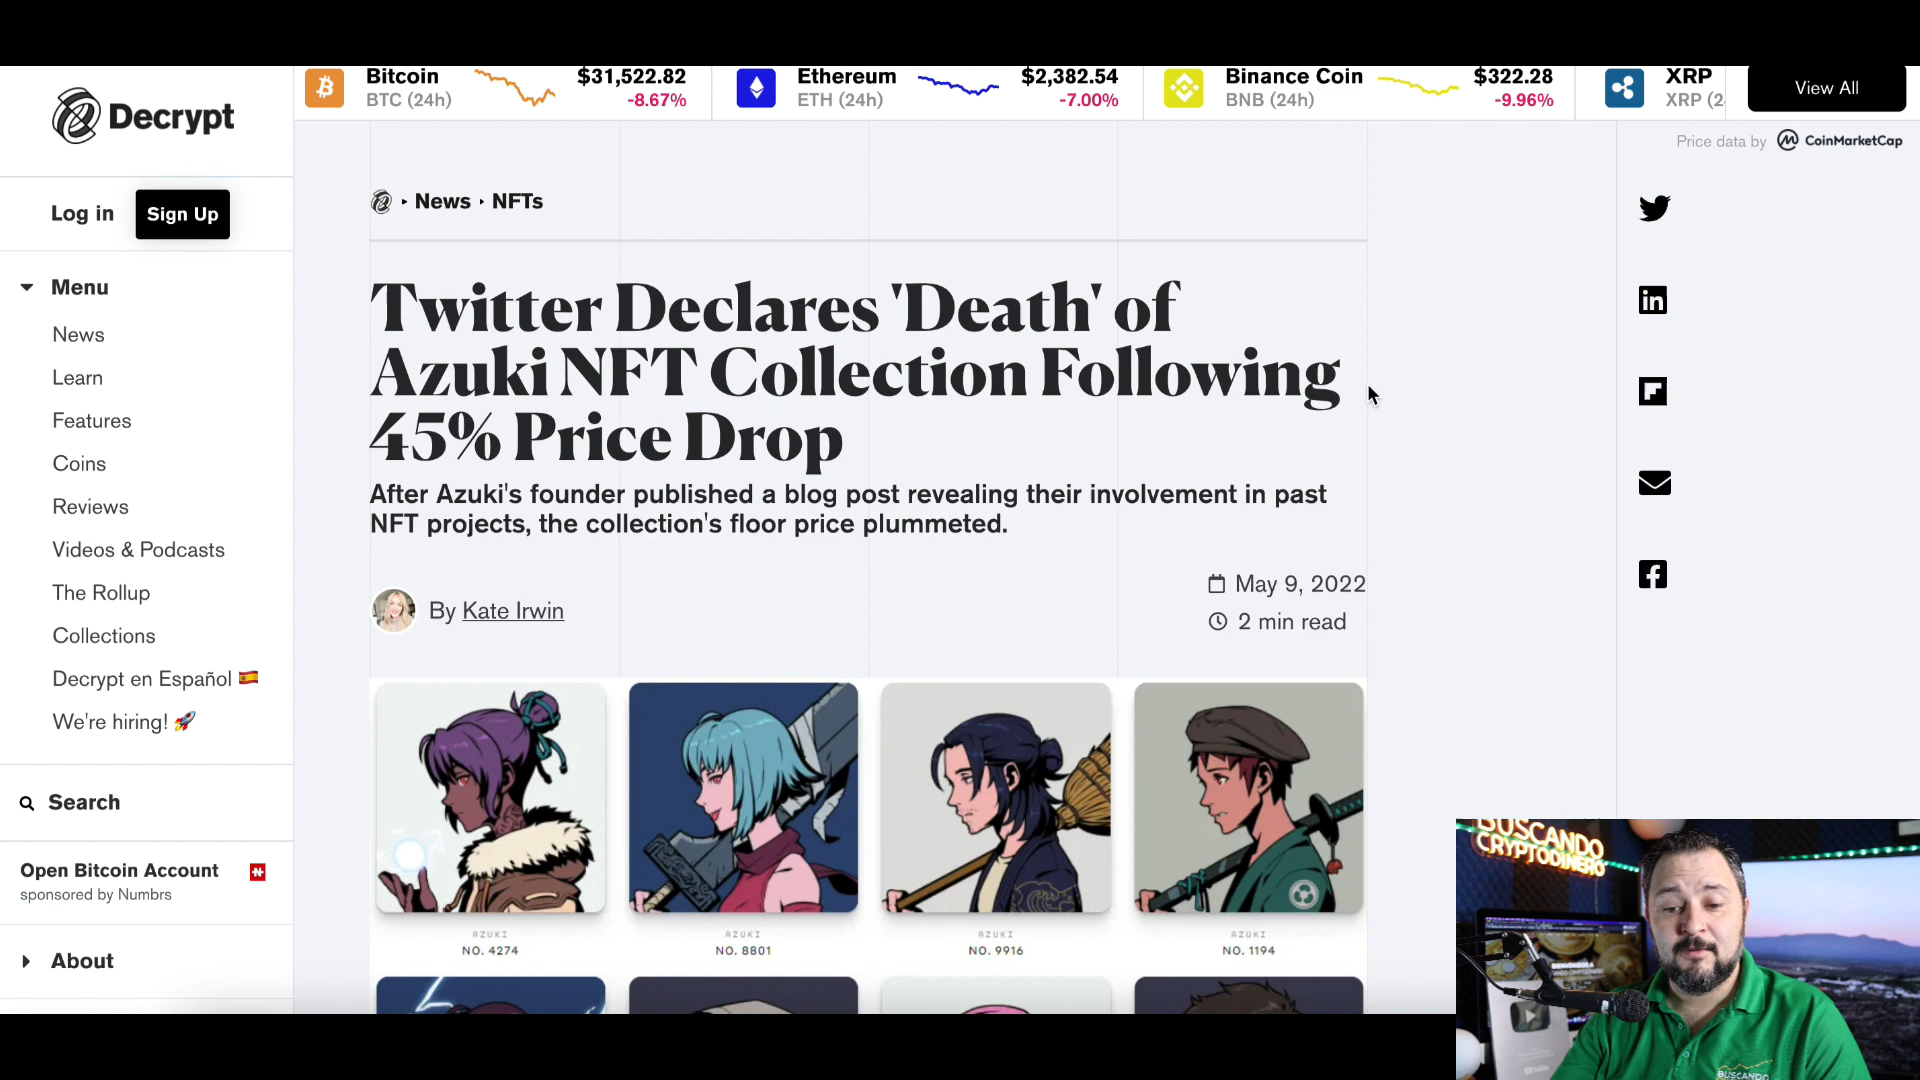 Bitcoin
BTC (24h)
$31,522.82
-8.67%
Ethereum
ETH (24h)
$2,382.54
-7.00%
Binance Coin
BNB (24h)
$322.28
-9.96%
XRP
XRP (2
View All
Price data by CoinMarketCap
Decrypt
Log in
Sign Up
Menu
News
Learn
Features
Coins
Reviews
Videos & Podcasts
The Rollup
Collections
Decrypt en Español 🇪🇸
We're hiring! 🚀
Search
Open Bitcoin Account
sponsored by Numbrs
About
News
NFTs
Twitter Declares 'Death' of
Azuki NFT Collection Following
45% Price Drop
After Azuki's founder published a blog post revealing their involvement in past
NFT projects, the collection's floor price plummeted.
By Kate Irwin
May 9, 2022
2 min read
AZUKI
NO. 4274
AZUKI
NO. 8801
AZUKI
NO. 9916
AZUKI
NO. 1194
BUSCANDO
CRYPTODINERO
BUSCANDO